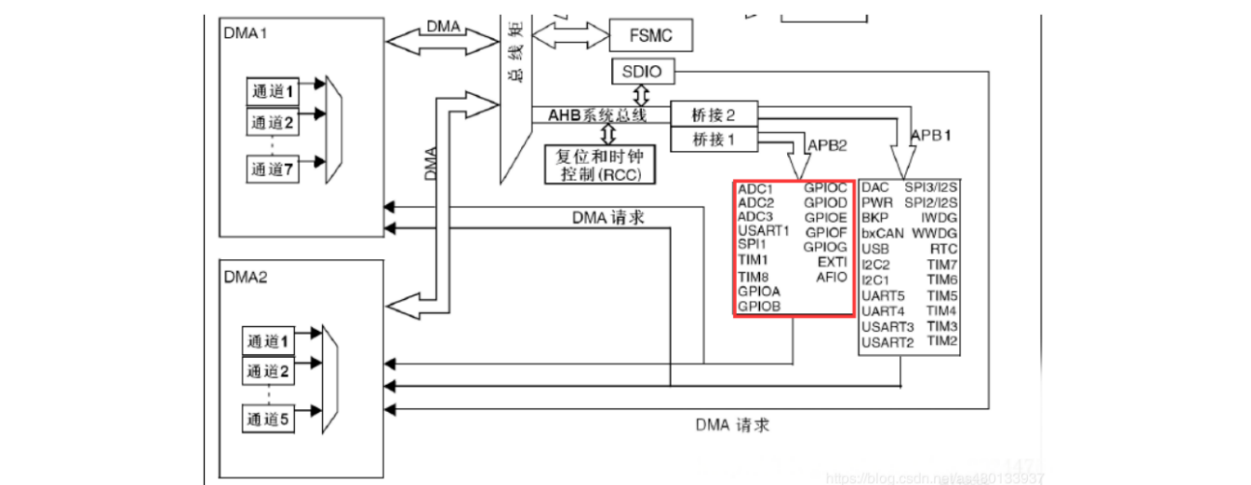 DMA1
通道1
通道2
通道7
DMA
总线矩
FSMC
SDIO
AHB系统总线
桥接2
桥接1
复位和时钟
控制(RCC)
APB2
APB1
DMA
DMA 请求
ADC1 GPIOC
ADC2 GPIOD
ADC3 GPIOE
USART1 GPIOF
SPI1 GPIOG
TIM1 EXTI
TIM8 AFIO
GPIOA
GPIOB
DAC SPI3/I2S
PWR SPI2/I2S
BKP IWDG
bxCAN WWDG
USB RTC
I2C2 TIM7
I2C1 TIM6
UART5 TIM5
UART4 TIM4
USART3 TIM3
USART2 TIM2
DMA2
通道1
通道2
通道5
DMA 请求